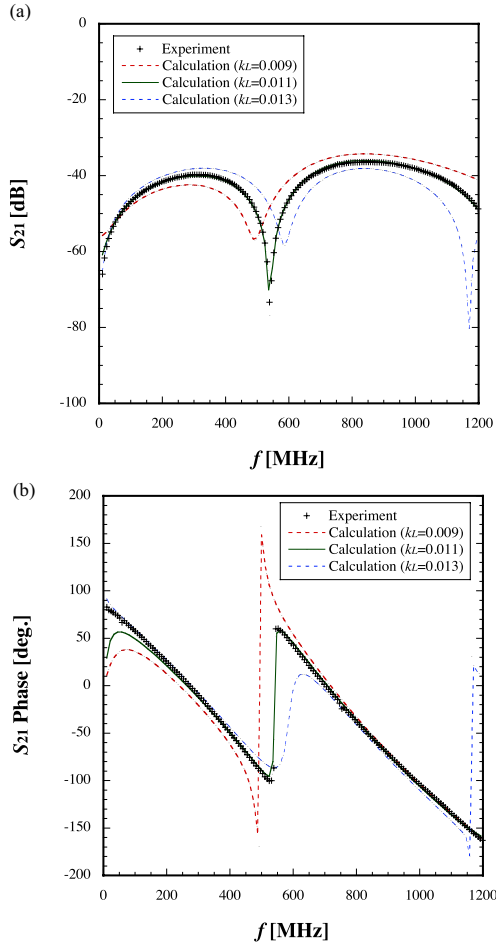 (a)
0
-20
-40
-60
-80
-100
S21 [dB]
Experiment
Calculation (kL=0.009)
Calculation (kL=0.011)
Calculation (kL=0.013)
0 200 400 600 800 1000 1200
f [MHz]
(b)
200
150
100
50
0
-50
-100
-150
-200
S21 Phase [deg.]
Experiment
Calculation (kL=0.009)
Calculation (kL=0.011)
Calculation (kL=0.013)
0 200 400 600 800 1000 1200
f [MHz]